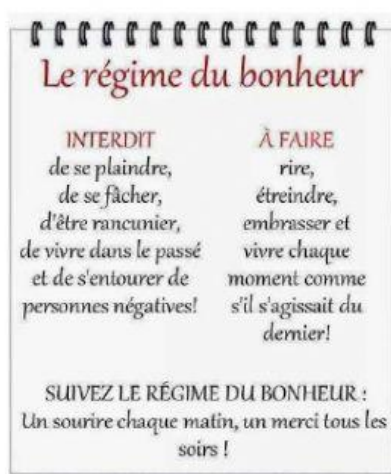 Le régime du bonheur
INTERDIT
de se plaindre,
de se fâcher,
d'être rancunier,
de vivre dans le passé
et de s'entourer de
personnes négatives!
À FAIRE
rire,
étreindre,
embrasser et
vivre chaque
moment comme
s'il s'agissait du
dernier!
SUIVEZ LE RÉGIME DU BONHEUR :
Un sourire chaque matin, un merci tous les
soirs !